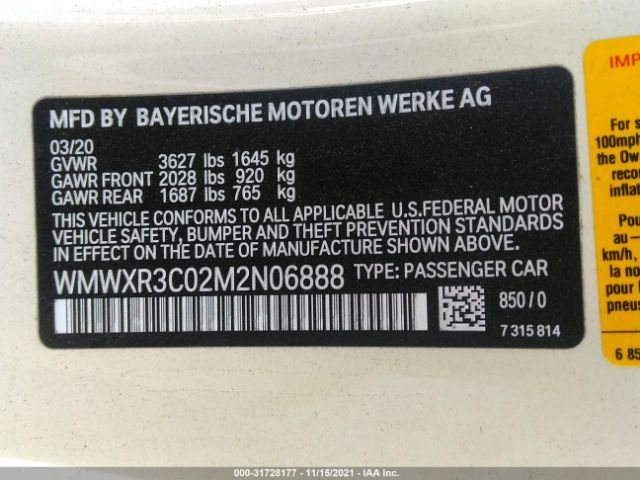 MFD BY BAYERISCHE MOTOREN WERKE AG
03/20
GVWR 3627 lbs 1645 kg
GAWR FRONT 2028 lbs 920 kg
GAWR REAR 1687 lbs 765 kg
THIS VEHICLE CONFORMS TO ALL APPLICABLE U.S.FEDERAL MOTOR
VEHICLE SAFETY, BUMPER AND THEFT PREVENTION STANDARDS
IN EFFECT ON THE DATE OF MANUFACTURE SHOWN ABOVE.
WMWXR3C02M2N06888 TYPE: PASSENGER CAR
850/0
7 315 814
IMP
For s
100mph
the Ow
recor
inflat
Pou
au —
km/h,
la no
pour l
pneus
6 85
000-31728177 - 11/15/2021 - IAA Inc.